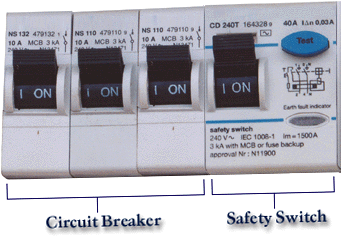 NS 132 479132
10 A MCB 3 kA
I ON
NS 110 479110
10 A MCB 3 kA
I ON
NS 110 479110
10 A MCB 3 kA
I ON
CD 240T 164328
I ON
40A IΔn 0,03A
Test
Earth fault indicator
safety switch
240 V~ IEC 1008-1 Im = 1500A
3 kA with MCB or fuse backup
approval Nr : N11900
Circuit Breaker
Safety Switch